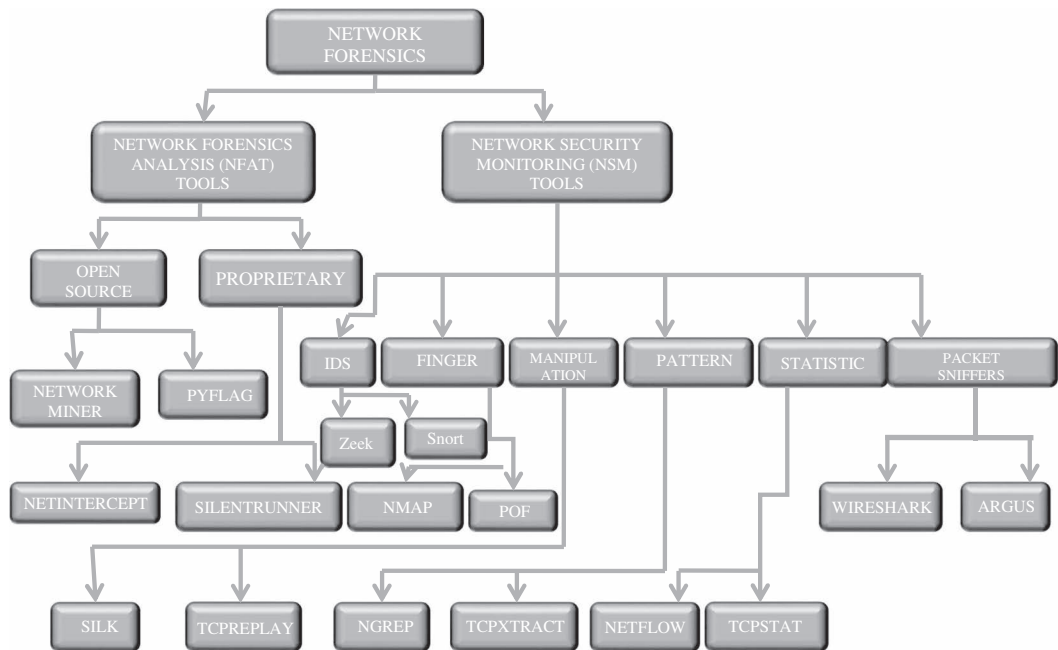 NETWORK
FORENSICS
NETWORK FORENSICS
ANALYSIS (NFAT)
TOOLS
NETWORK SECURITY
MONITORING (NSM)
TOOLS
OPEN
SOURCE
PROPRIETARY
IDS
FINGER
MANIPUL
ATION
PATTERN
STATISTIC
PACKET
SNIFFERS
NETWORK
MINER
PYFLAG
Zeek
Snort
NETINTERCEPT
SILENTRUNNER
NMAP
POF
WIRESHARK
ARGUS
SILK
TCPREPLAY
NGREP
TCPXTRACT
NETFLOW
TCPSTAT